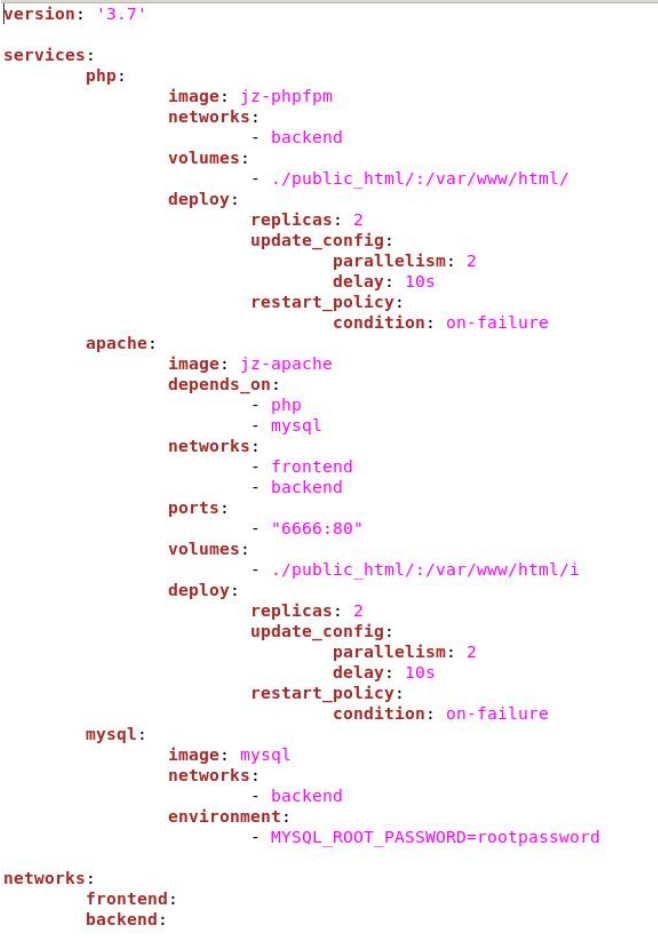 version: '3.7'

services:
        php:
                image: jz-phpfpm
                networks:
                        - backend
                volumes:
                        - ./public_html/:/var/www/html/
                deploy:
                        replicas: 2
                        update_config:
                                parallelism: 2
                                delay: 10s
                        restart_policy:
                                condition: on-failure
        apache:
                image: jz-apache
                depends_on:
                        - php
                        - mysql
                networks:
                        - frontend
                        - backend
                ports:
                        - "6666:80"
                volumes:
                        - ./public_html/:/var/www/html/i
                deploy:
                        replicas: 2
                        update_config:
                                parallelism: 2
                                delay: 10s
                        restart_policy:
                                condition: on-failure
        mysql:
                image: mysql
                networks:
                        - backend
                environment:
                        - MYSQL_ROOT_PASSWORD=rootpassword

networks:
        frontend:
        backend: